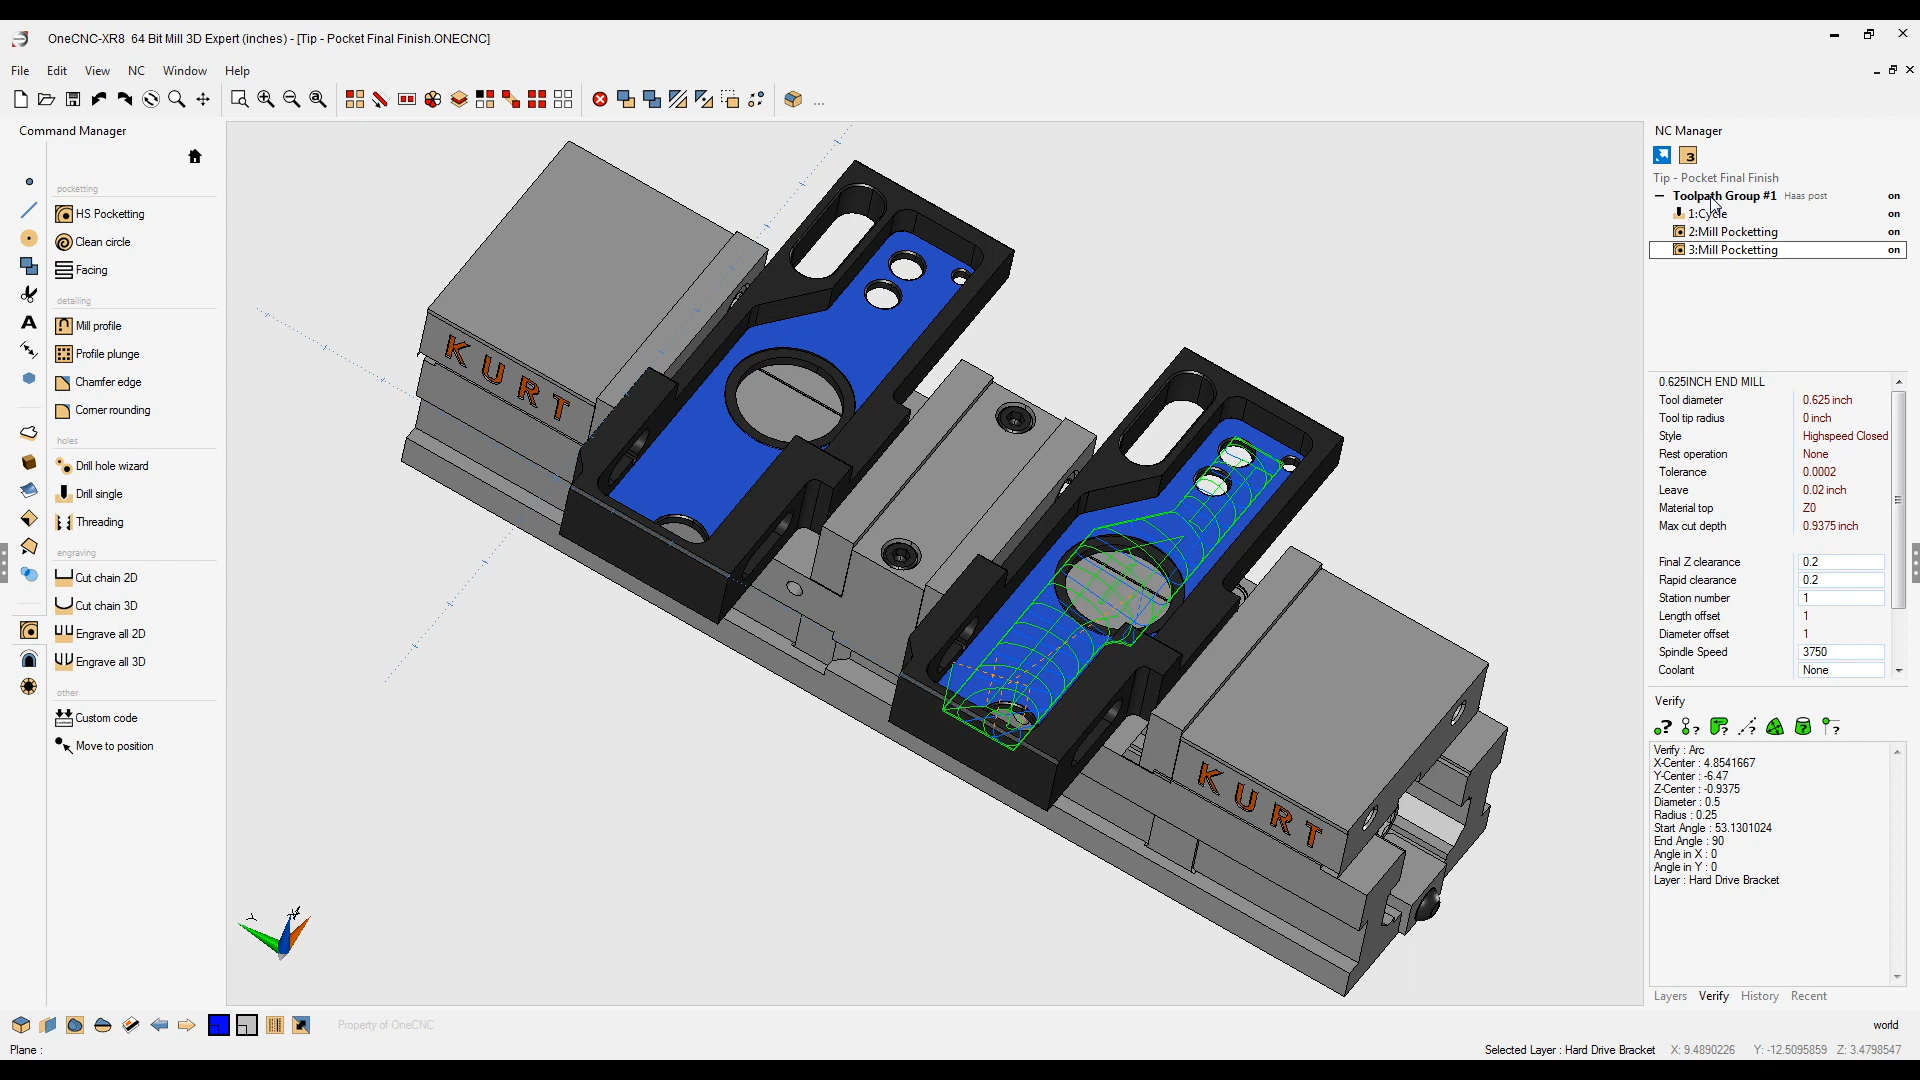 OneCNC-XR8 64 Bit Mill 3D Expert (inches) - [Tip - Pocket Final Finish.ONECNC]
File Edit View NC Window Help
Command Manager
pocketting
HS Pocketting
Clean circle
Facing
detailing
Mill profile
Profile plunge
Chamfer edge
Corner rounding
holes
Drill hole wizard
Drill single
Threading
engraving
Cut chain 2D
Cut chain 3D
Engrave all 2D
Engrave all 3D
other
Custom code
Move to position
KURT
KURT
NC Manager
3
Tip - Pocket Final Finish
Toolpath Group #1 Haas post on
1:Cycle on
2:Mill Pocketting on
3:Mill Pocketting on
0.625INCH END MILL
Tool diameter 0.625 inch
Tool tip radius 0 inch
Style Highspeed Closed
Rest operation None
Tolerance 0.0002
Leave 0.02 inch
Material top Z0
Max cut depth 0.9375 inch
Final Z clearance 0.2
Rapid clearance 0.2
Station number 1
Length offset 1
Diameter offset 1
Spindle Speed 3750
Coolant None
Verify
Verify : Arc
X-Center : 4.8541667
Y-Center : -6.47
Z-Center : -0.9375
Diameter : 0.5
Radius : 0.25
Start Angle : 53.1301024
End Angle : 90
Angle in X : 0
Angle in Y : 0
Layer : Hard Drive Bracket
Layers Verify History Recent
Property of OneCNC
world
Plane :
Selected Layer : Hard Drive Bracket X: 9.4890226 Y: -12.5095859 Z: 3.4798547